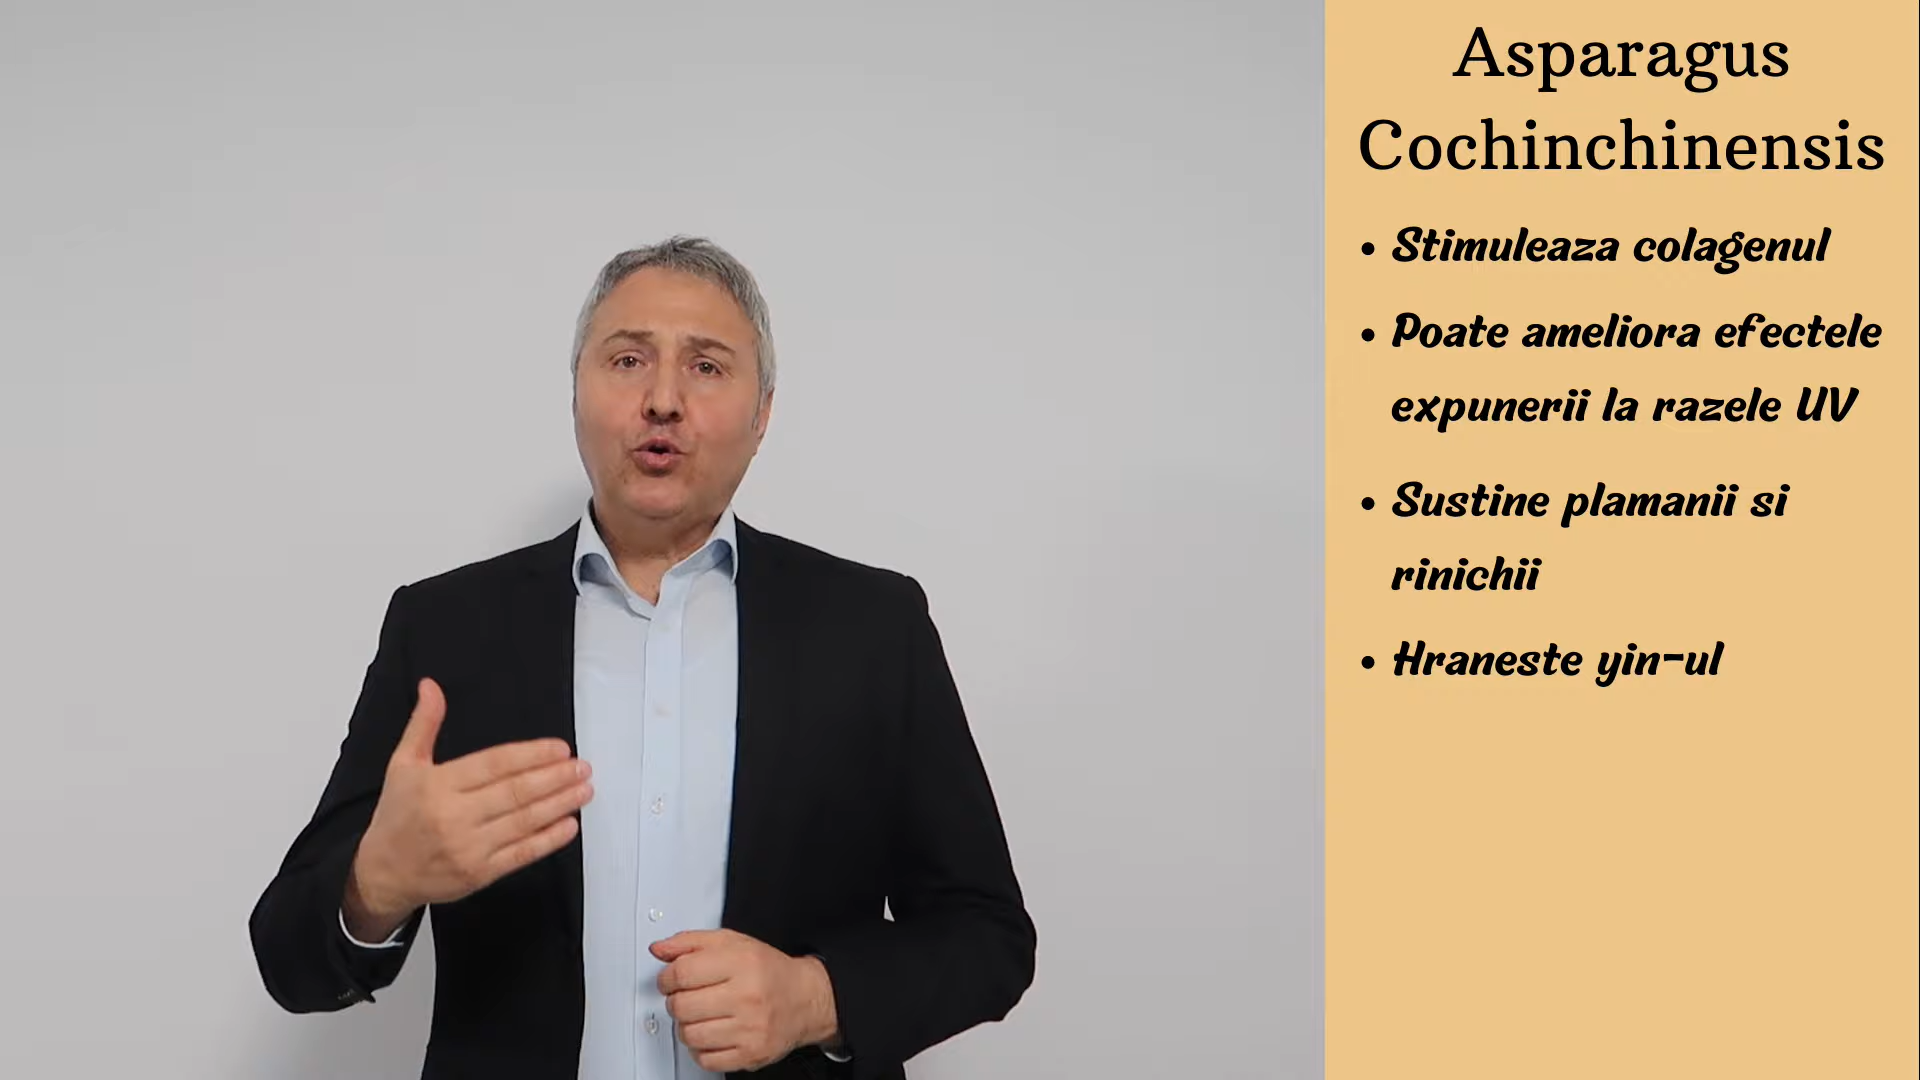 Asparagus
Cochinchinensis
• Stimuleaza colagenul
• Poate ameliora efectele
expunerii la razele UV
• Sustine plamanii si
rinichii
• Hraneste yin-ul